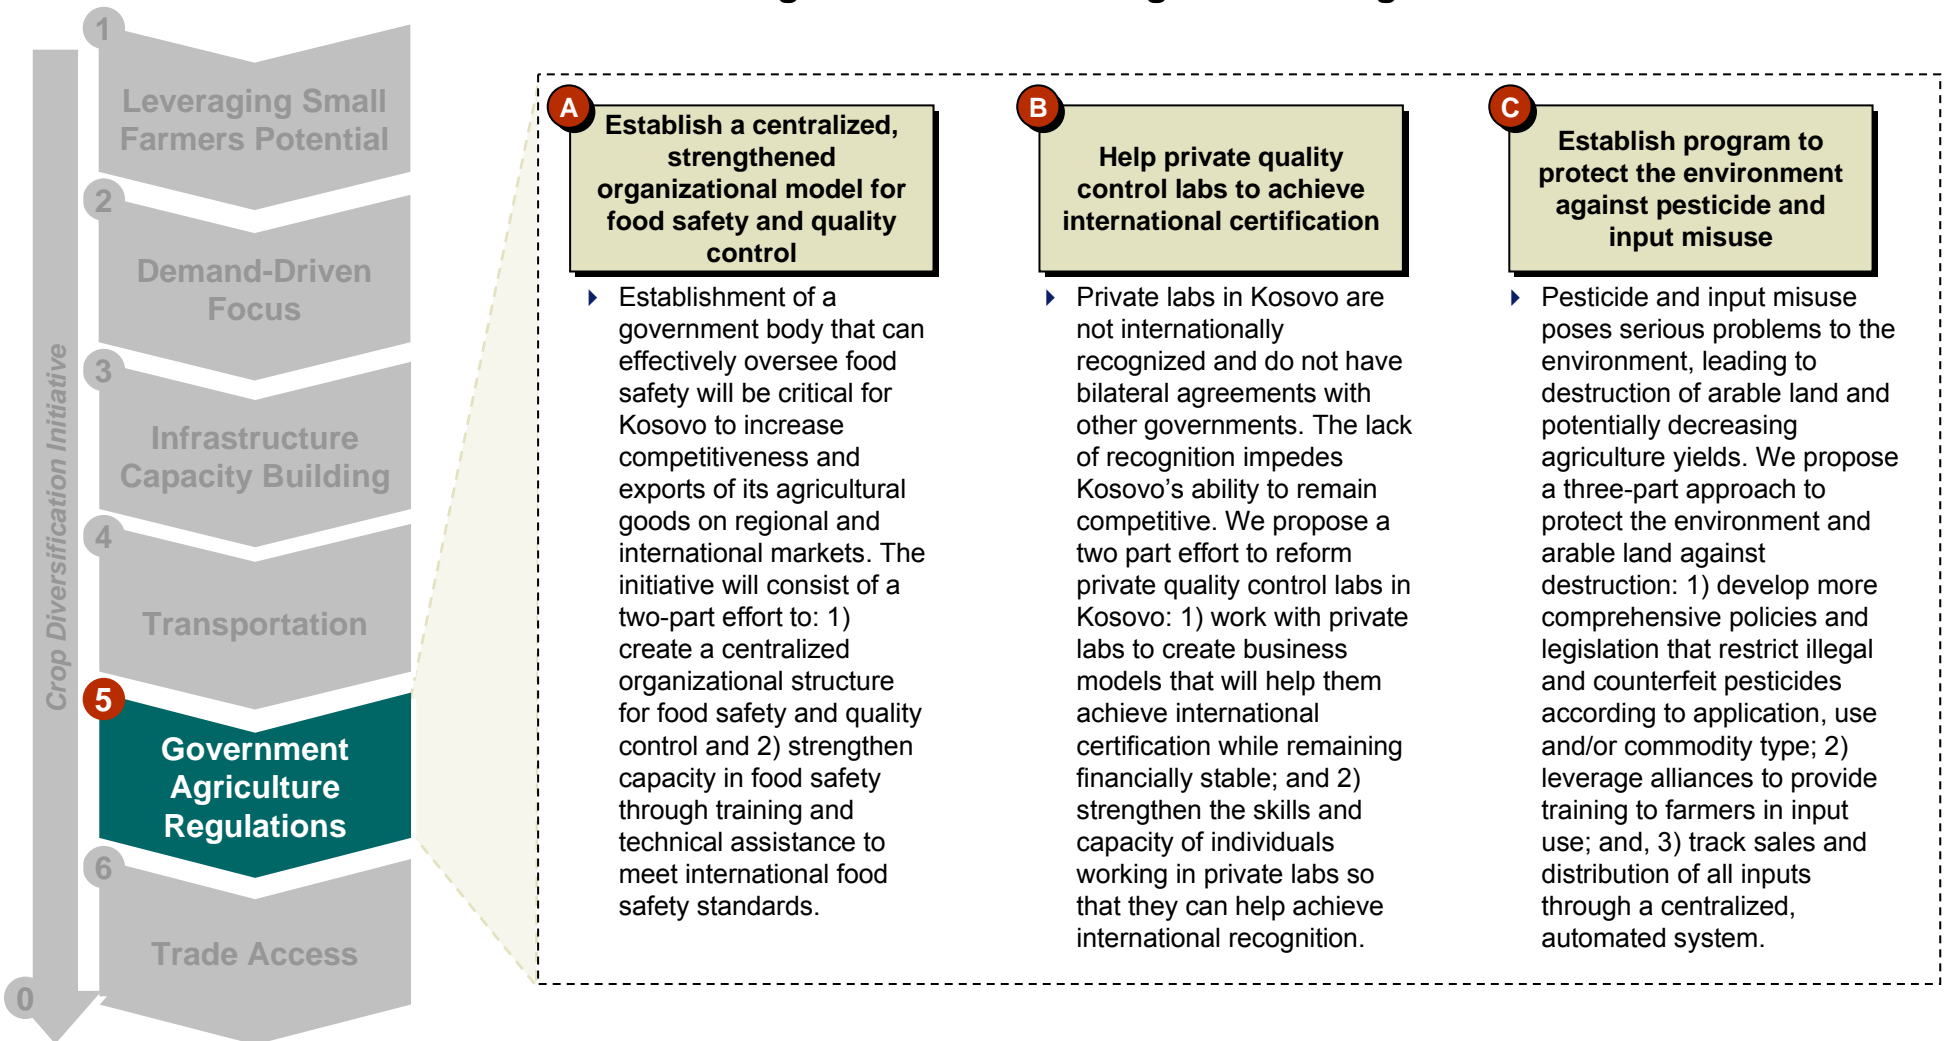 1
Leveraging Small
Farmers Potential
2
Demand-Driven
Focus
3
Infrastructure
Capacity Building
4
Transportation
5
Government
Agriculture
Regulations
6
Trade Access
0
Crop Diversification Initiative
A
Establish a centralized,
strengthened
organizational model for
food safety and quality
control
Establishment of a
government body that can
effectively oversee food
safety will be critical for
Kosovo to increase
competitiveness and
exports of its agricultural
goods on regional and
international markets. The
initiative will consist of a
two-part effort to: 1)
create a centralized
organizational structure
for food safety and quality
control and 2) strengthen
capacity in food safety
through training and
technical assistance to
meet international food
safety standards.
B
Help private quality
control labs to achieve
international certification
Private labs in Kosovo are
not internationally
recognized and do not have
bilateral agreements with
other governments. The lack
of recognition impedes
Kosovo’s ability to remain
competitive. We propose a
two part effort to reform
private quality control labs in
Kosovo: 1) work with private
labs to create business
models that will help them
achieve international
certification while remaining
financially stable; and 2)
strengthen the skills and
capacity of individuals
working in private labs so
that they can help achieve
international recognition.
C
Establish program to
protect the environment
against pesticide and
input misuse
Pesticide and input misuse
poses serious problems to the
environment, leading to
destruction of arable land and
potentially decreasing
agriculture yields. We propose
a three-part approach to
protect the environment and
arable land against
destruction: 1) develop more
comprehensive policies and
legislation that restrict illegal
and counterfeit pesticides
according to application, use
and/or commodity type; 2)
leverage alliances to provide
training to farmers in input
use; and, 3) track sales and
distribution of all inputs
through a centralized,
automated system.